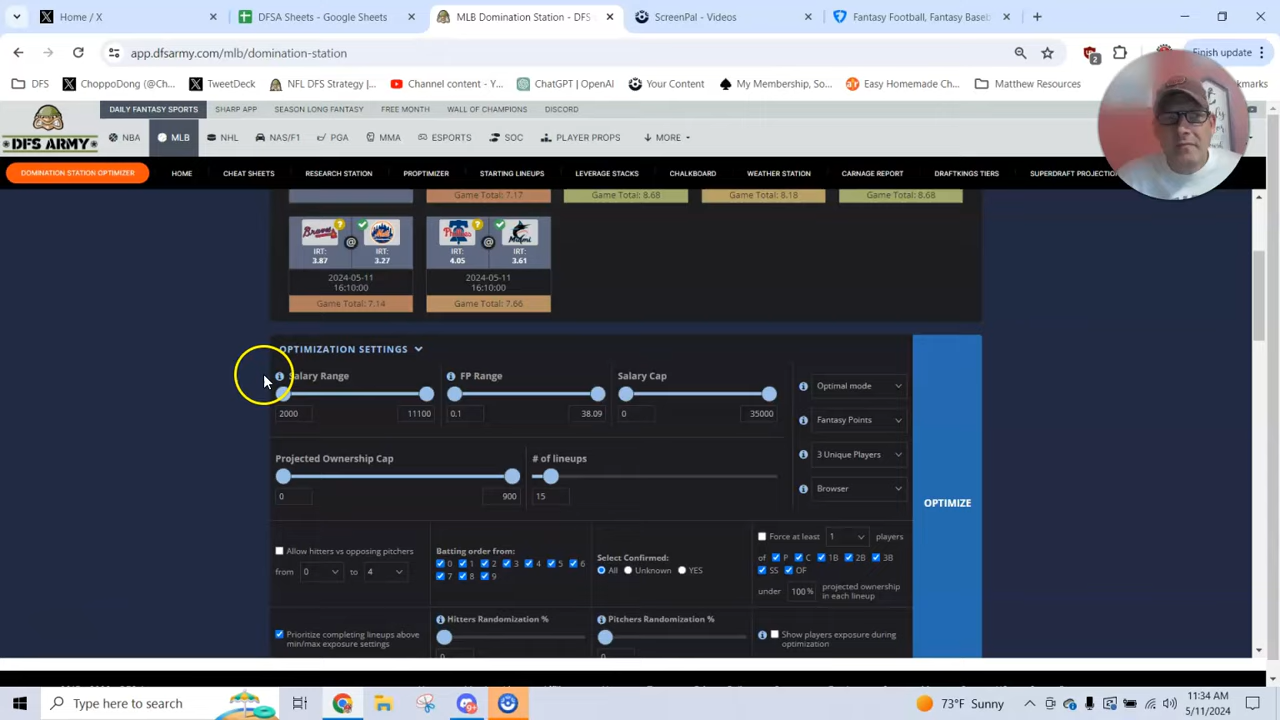 Home / X
DFSA Sheets - Google Sheets
MLB Domination Station - DFS
ScreenPal - Videos
Fantasy Football, Fantasy Baseb
app.dfsarmy.com/mlb/domination-station
Finish update
DFS
ChoppoDong (@Ch...
TweetDeck
NFL DFS Strategy |...
Channel content - Y...
ChatGPT | OpenAI
Your Content
My Membership, So...
Easy Homemade Ch...
Matthew Resources
DAILY FANTASY SPORTS
SHARP APP
SEASON LONG FANTASY
FREE MONTH
WALL OF CHAMPIONS
DISCORD
DFS ARMY
NBA
MLB
NHL
NAS/F1
PGA
MMA
ESPORTS
SOC
PLAYER PROPS
MORE
DOMINATION STATION OPTIMIZER
HOME
CHEAT SHEETS
RESEARCH STATION
PROPTIMIZER
STARTING LINEUPS
LEVERAGE STACKS
CHALKBOARD
WEATHER STATION
CARNAGE REPORT
DRAFTKINGS TIERS
Game Total: 7.17
Game Total: 8.68
Game Total: 8.18
Game Total: 8.68
Braves
@
Mets
IRT: 3.87
IRT: 3.27
2024-05-11
16:10:00
Game Total: 7.14
Phillies
@
IRT: 4.05
IRT: 3.61
2024-05-11
16:10:00
Game Total: 7.66
OPTIMIZATION SETTINGS
Salary Range
FP Range
Salary Cap
2000
11100
0.1
38.09
0
35000
Optimal mode
Fantasy Points
3 Unique Players
Browser
Projected Ownership Cap
# of lineups
0
900
15
OPTIMIZE
Allow hitters vs opposing pitchers
from 0 to 4
Batting order from:
0 1 2 3 4 5 6
7 8 9
Select Confirmed:
All Unknown YES
Force at least 1 players
of P C 1B 2B 3B
SS OF
under 100% projected ownership
in each lineup
Prioritize completing lineups above
min/max exposure settings
Hitters Randomization %
Pitchers Randomization %
Show players exposure during
optimization
Type here to search
73°F Sunny
11:34 AM
5/11/2024